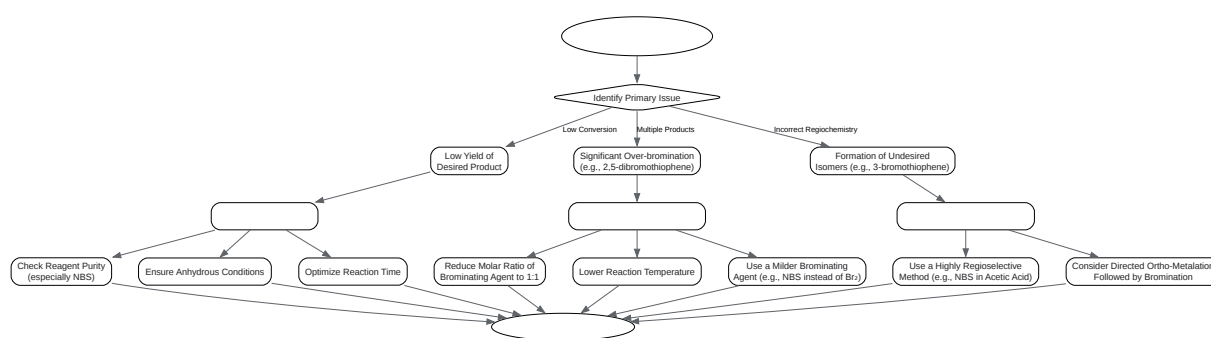 Identify Primary Issue
Low Conversion
Multiple Products
Incorrect Regiochemistry
Low Yield of
Desired Product
Significant Over-bromination
(e.g., 2,5-dibromothiophene)
Formation of Undesired
Isomers (e.g., 3-bromothiophene)
Check Reagent Purity
(especially NBS)
Ensure Anhydrous Conditions
Optimize Reaction Time
Reduce Molar Ratio of
Brominating Agent to 1:1
Lower Reaction Temperature
Use a Milder Brominating
Agent (e.g., NBS instead of Br₂)
Use a Highly Regioselective
Method (e.g., NBS in Acetic Acid)
Consider Directed Ortho-Metalation
Followed by Bromination